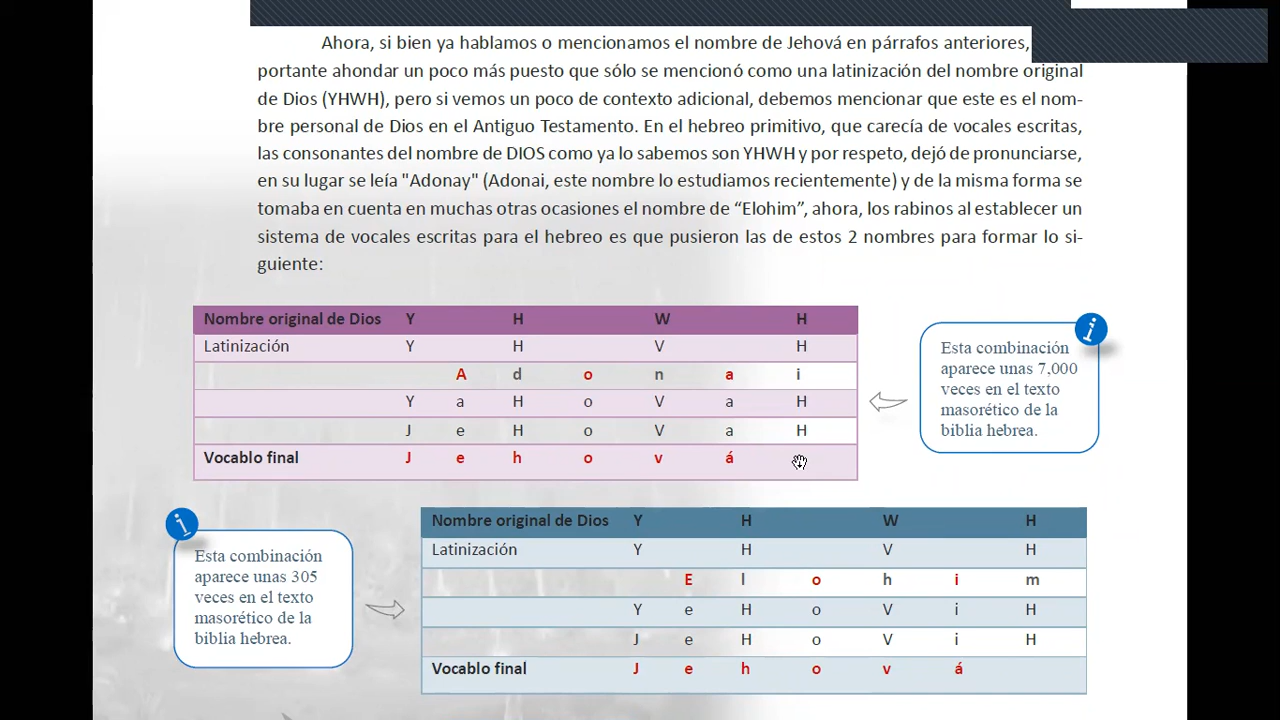 Ahora, si bien ya hablamos o mencionamos el nombre de Jehová en párrafos anteriores,
portante ahondar un poco más puesto que sólo se mencionó como una latinización del nombre original
de Dios (YHWH), pero si vemos un poco de contexto adicional, debemos mencionar que este es el nom-
bre personal de Dios en el Antiguo Testamento. En el hebreo primitivo, que carecía de vocales escritas,
las consonantes del nombre de DIOS como ya lo sabemos son YHWH y por respeto, dejó de pronunciarse,
en su lugar se leía "Adonay" (Adonai, este nombre lo estudiamos recientemente) y de la misma forma se
tomaba en cuenta en muchas otras ocasiones el nombre de “Elohim”, ahora, los rabinos al establecer un
sistema de vocales escritas para el hebreo es que pusieron las de estos 2 nombres para formar lo si-
guiente:
Nombre original de Dios Y H W H
Latinización Y H V H
A d o n a i
Y a H o V a H
J e H o V a H
Vocablo final J e h o v á
Esta combinación
aparece unas 7,000
veces en el texto
masorético de la
biblia hebrea.
Esta combinación
aparece unas 305
veces en el texto
masorético de la
biblia hebrea.
Nombre original de Dios Y H W H
Latinización Y H V H
E l o h i m
Y e H o V i H
J e H o V i H
Vocablo final J e h o v á